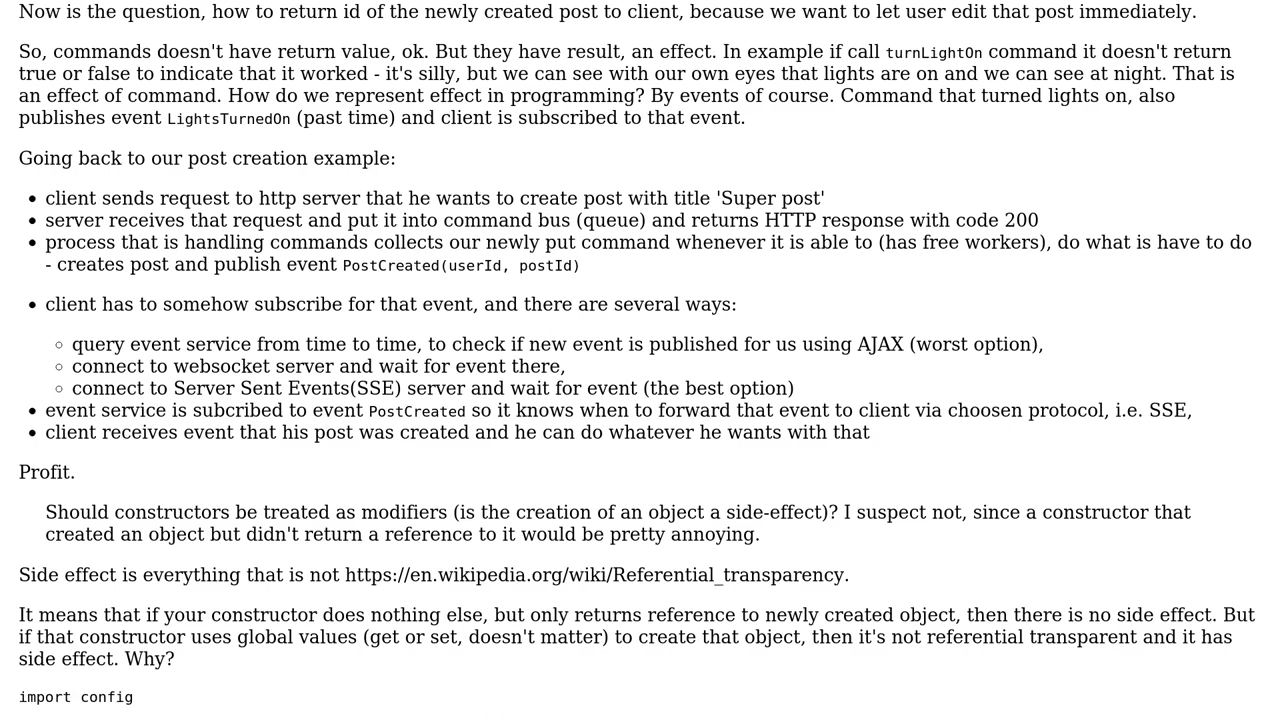 Now is the question, how to return id of the newly created post to client, because we want to let user edit that post immediately.
So, commands doesn't have return value, ok. But they have result, an effect. In example if call turnLightOn command it doesn't return
true or false to indicate that it worked - it's silly, but we can see with our own eyes that lights are on and we can see at night. That is
an effect of command. How do we represent effect in programming? By events of course. Command that turned lights on, also
publishes event LightsTurnedOn (past time) and client is subscribed to that event.
Going back to our post creation example:
• client sends request to http server that he wants to create post with title 'Super post'
• server receives that request and put it into command bus (queue) and returns HTTP response with code 200
• process that is handling commands collects our newly put command whenever it is able to (has free workers), do what is have to do
- creates post and publish event PostCreated(userId, postId)
• client has to somehow subscribe for that event, and there are several ways:
◦ query event service from time to time, to check if new event is published for us using AJAX (worst option),
◦ connect to websocket server and wait for event there,
◦ connect to Server Sent Events(SSE) server and wait for event (the best option)
• event service is subcribed to event PostCreated so it knows when to forward that event to client via choosen protocol, i.e. SSE,
• client receives event that his post was created and he can do whatever he wants with that
Profit.
Should constructors be treated as modifiers (is the creation of an object a side-effect)? I suspect not, since a constructor that
created an object but didn't return a reference to it would be pretty annoying.
Side effect is everything that is not https://en.wikipedia.org/wiki/Referential_transparency.
It means that if your constructor does nothing else, but only returns reference to newly created object, then there is no side effect. But
if that constructor uses global values (get or set, doesn't matter) to create that object, then it's not referential transparent and it has
side effect. Why?
import config